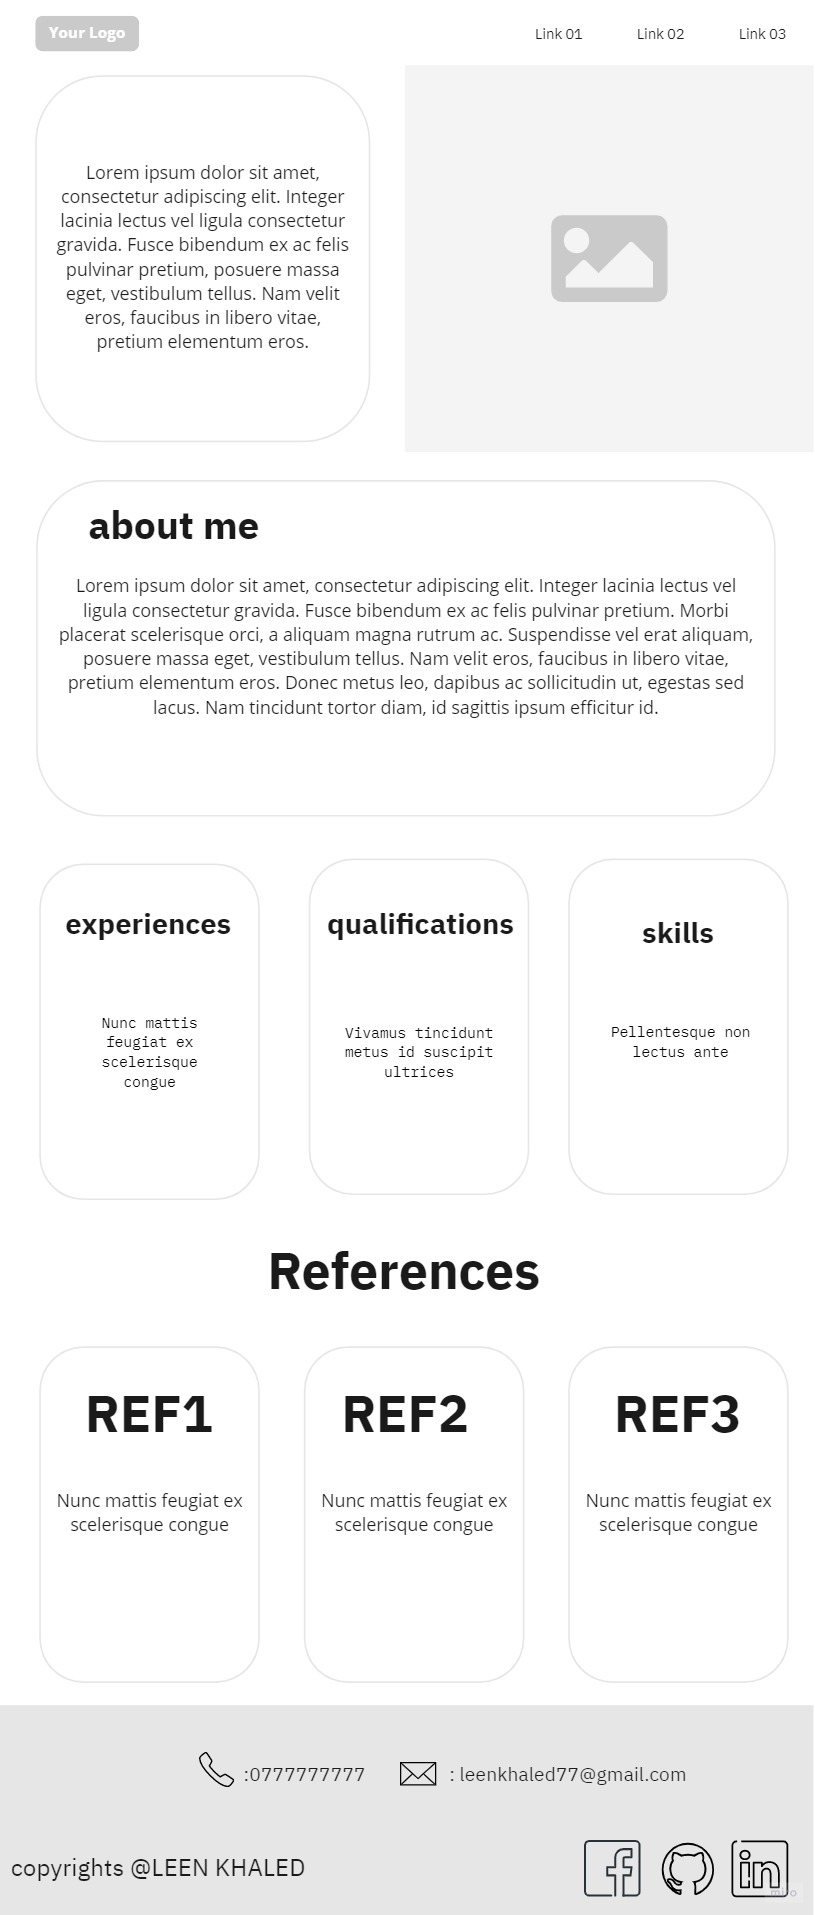 Your Logo
Link 01
Link 02
Link 03
Lorem ipsum dolor sit amet,
consectetur adipiscing elit. Integer
lacinia lectus vel ligula consectetur
gravida. Fusce bibendum ex ac felis
pulvinar pretium, posuere massa
eget, vestibulum tellus. Nam velit
eros, faucibus in libero vitae,
pretium elementum eros.
about me
Lorem ipsum dolor sit amet, consectetur adipiscing elit. Integer lacinia lectus vel
ligula consectetur gravida. Fusce bibendum ex ac felis pulvinar pretium. Morbi
placerat scelerisque orci, a aliquam magna rutrum ac. Suspendisse vel erat aliquam,
posuere massa eget, vestibulum tellus. Nam velit eros, faucibus in libero vitae,
pretium elementum eros. Donec metus leo, dapibus ac sollicitudin ut, egestas sed
lacus. Nam tincidunt tortor diam, id sagittis ipsum efficitur id.
experiences
Nunc mattis
feugiat ex
scelerisque
congue
qualifications
Vivamus tincidunt
metus id suscipit
ultrices
skills
Pellentesque non
lectus ante
References
REF1
Nunc mattis feugiat ex
scelerisque congue
REF2
Nunc mattis feugiat ex
scelerisque congue
REF3
Nunc mattis feugiat ex
scelerisque congue
:0777777777
: leenkhaled77@gmail.com
copyrights @LEEN KHALED
f
in
miro